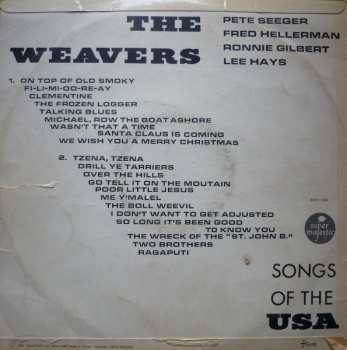 THE
WEAVERS
PETE SEEGER
FRED HELLERMAN
RONNIE GILBERT
LEE HAYS
1. ON TOP OF OLD SMOKY
FI-LI-MI-OO-RE-AY
CLEMENTINE
THE FROZEN LOGGER
TALKING BLUES
MICHAEL, ROW THE BOAT ASHORE
WASN'T THAT A TIME
SANTA CLAUS IS COMING
WE WISH YOU A MERRY CHRISTMAS
2. TZENA, TZENA
DRILL YE TARRIERS
OVER THE HILLS
GO TELL IT ON THE MOUTAIN
POOR LITTLE JESUS
ME Y'MALEL
THE BOLL WEEVIL
I DON'T WANT TO GET ADJUSTED
SO LONG IT'S BEEN GOOD
TO KNOW YOU
THE WRECK OF THE "ST. JOHN B."
TWO BROTHERS
RAGAPUTI
super
majestic
SONGS
OF THE
USA